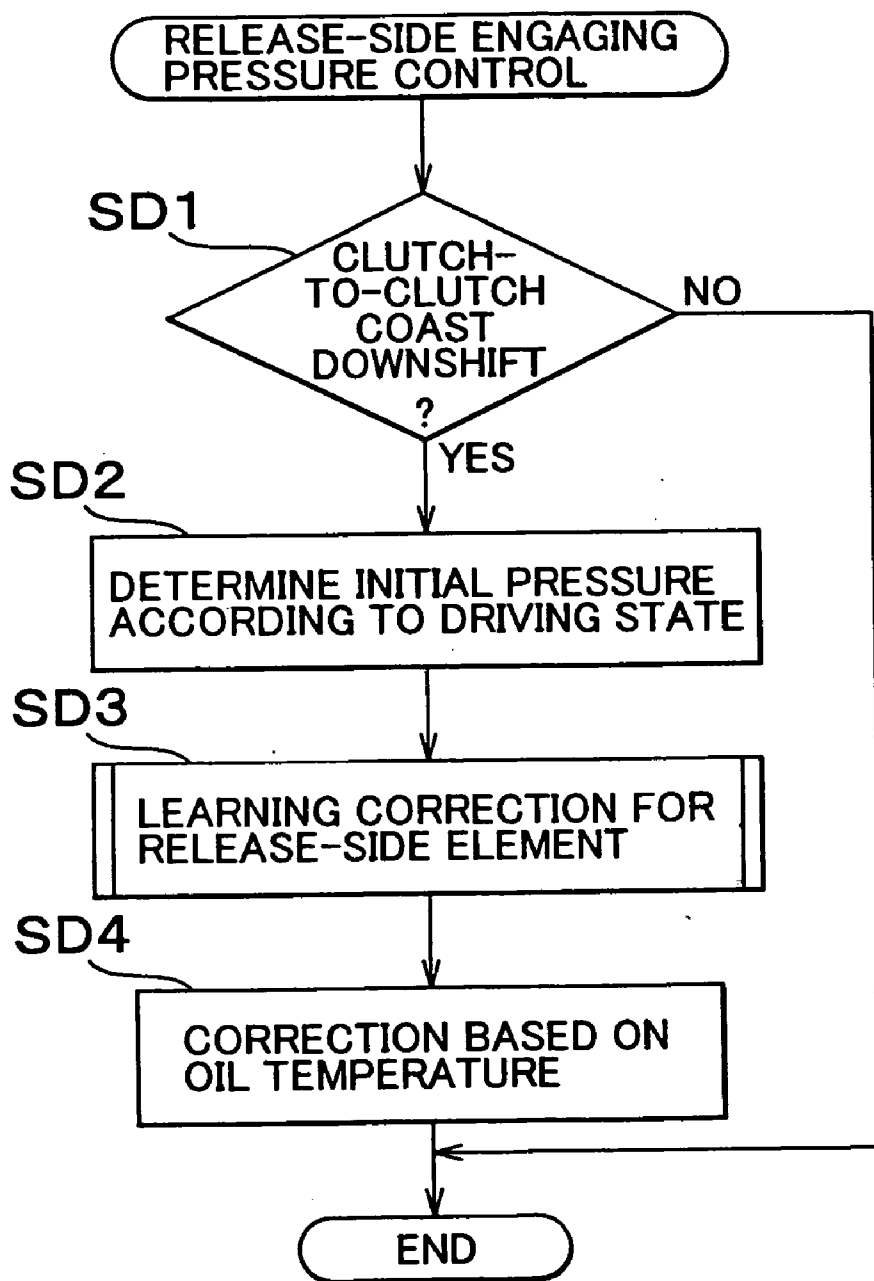 RELEASE-SIDE ENGAGING
PRESSURE CONTROL
SD1
CLUTCH-
TO-CLUTCH
COAST
DOWNSHIFT
?
NO
YES
SD2
DETERMINE INITIAL PRESSURE
ACCORDING TO DRIVING STATE
SD3
LEARNING CORRECTION FOR
RELEASE-SIDE ELEMENT
SD4
CORRECTION BASED ON
OIL TEMPERATURE
END